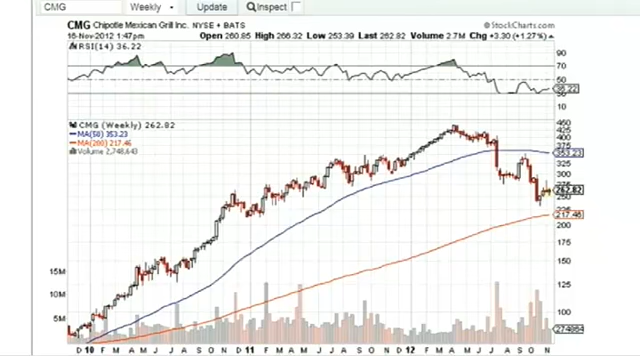 CMG Weekly Update Inspect
CMG Chipotle Mexican Grill Inc. NYSE + BATS © StockCharts.com
16-Nov-2012 1:47pm Open 260.85 High 266.32 Low 253.39 Last 262.82 Volume 2.7M Chg +3.30 (+1.27%)
RSI(14) 36.22
90
70
50
36.22
30
10
CMG (Weekly) 262.82
MA(50) 353.23
MA(200) 217.46
Volume 2,748,643
450
425
400
375
353.23
325
300
275
262.82
250
225
217.46
200
175
150
125
100
15M
10M
5M
D 10 F M A M J J A S O N D 11 F M A M J J A S O N D 12 F M A M J J A S O N